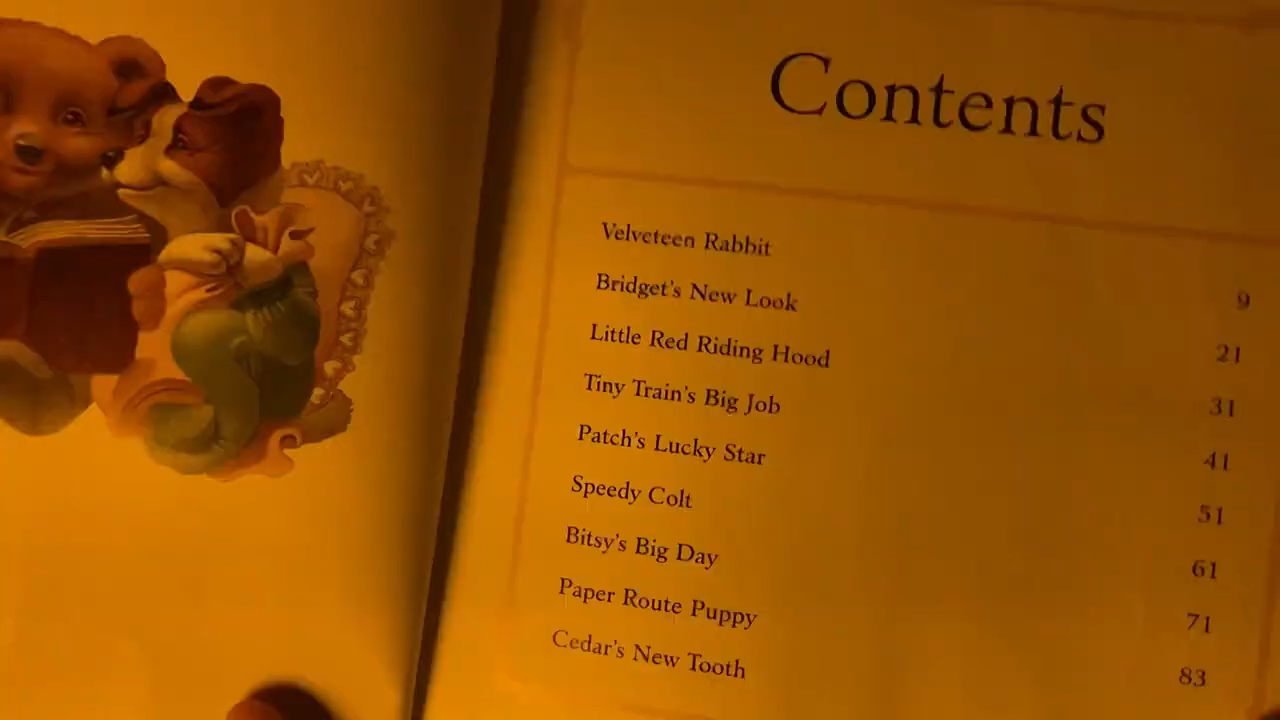 Contents
Velveteen Rabbit 9
Bridget's New Look 21
Little Red Riding Hood 31
Tiny Train's Big Job 41
Patch's Lucky Star 51
Speedy Colt 61
Bitsy's Big Day 71
Paper Route Puppy 83
Cedar's New Tooth